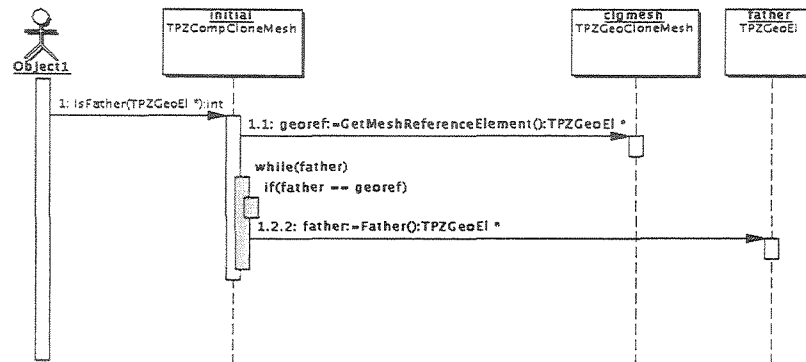 initial
TPZCompCloneMesh
clgmesh
TPZGeoCloneMesh
father
TPZGeoEl
Object1
1: IsFather(TPZGeoEl *):int
1.1: georef:=GetMeshReferenceElement():TPZGeoEl *
while(father)
if(father == georef)
1.2.2: father:=Father():TPZGeoEl *